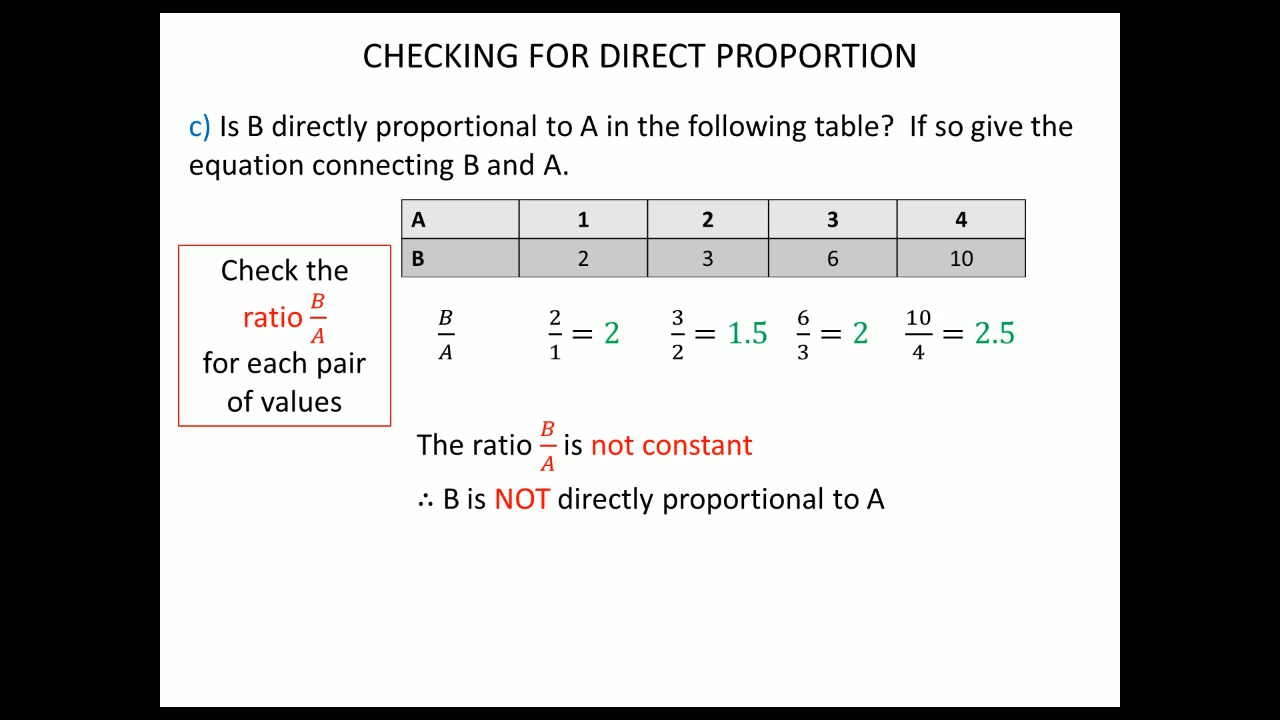 CHECKING FOR DIRECT PROPORTION
c) Is B directly proportional to A in the following table? If so give the
equation connecting B and A.
A 1 2 3 4
B 2 3 6 10
Check the
ratio B/A
for each pair
of values
B/A 2/1 = 2 3/2 = 1.5 6/3 = 2 10/4 = 2.5
The ratio B/A is not constant
∴ B is NOT directly proportional to A